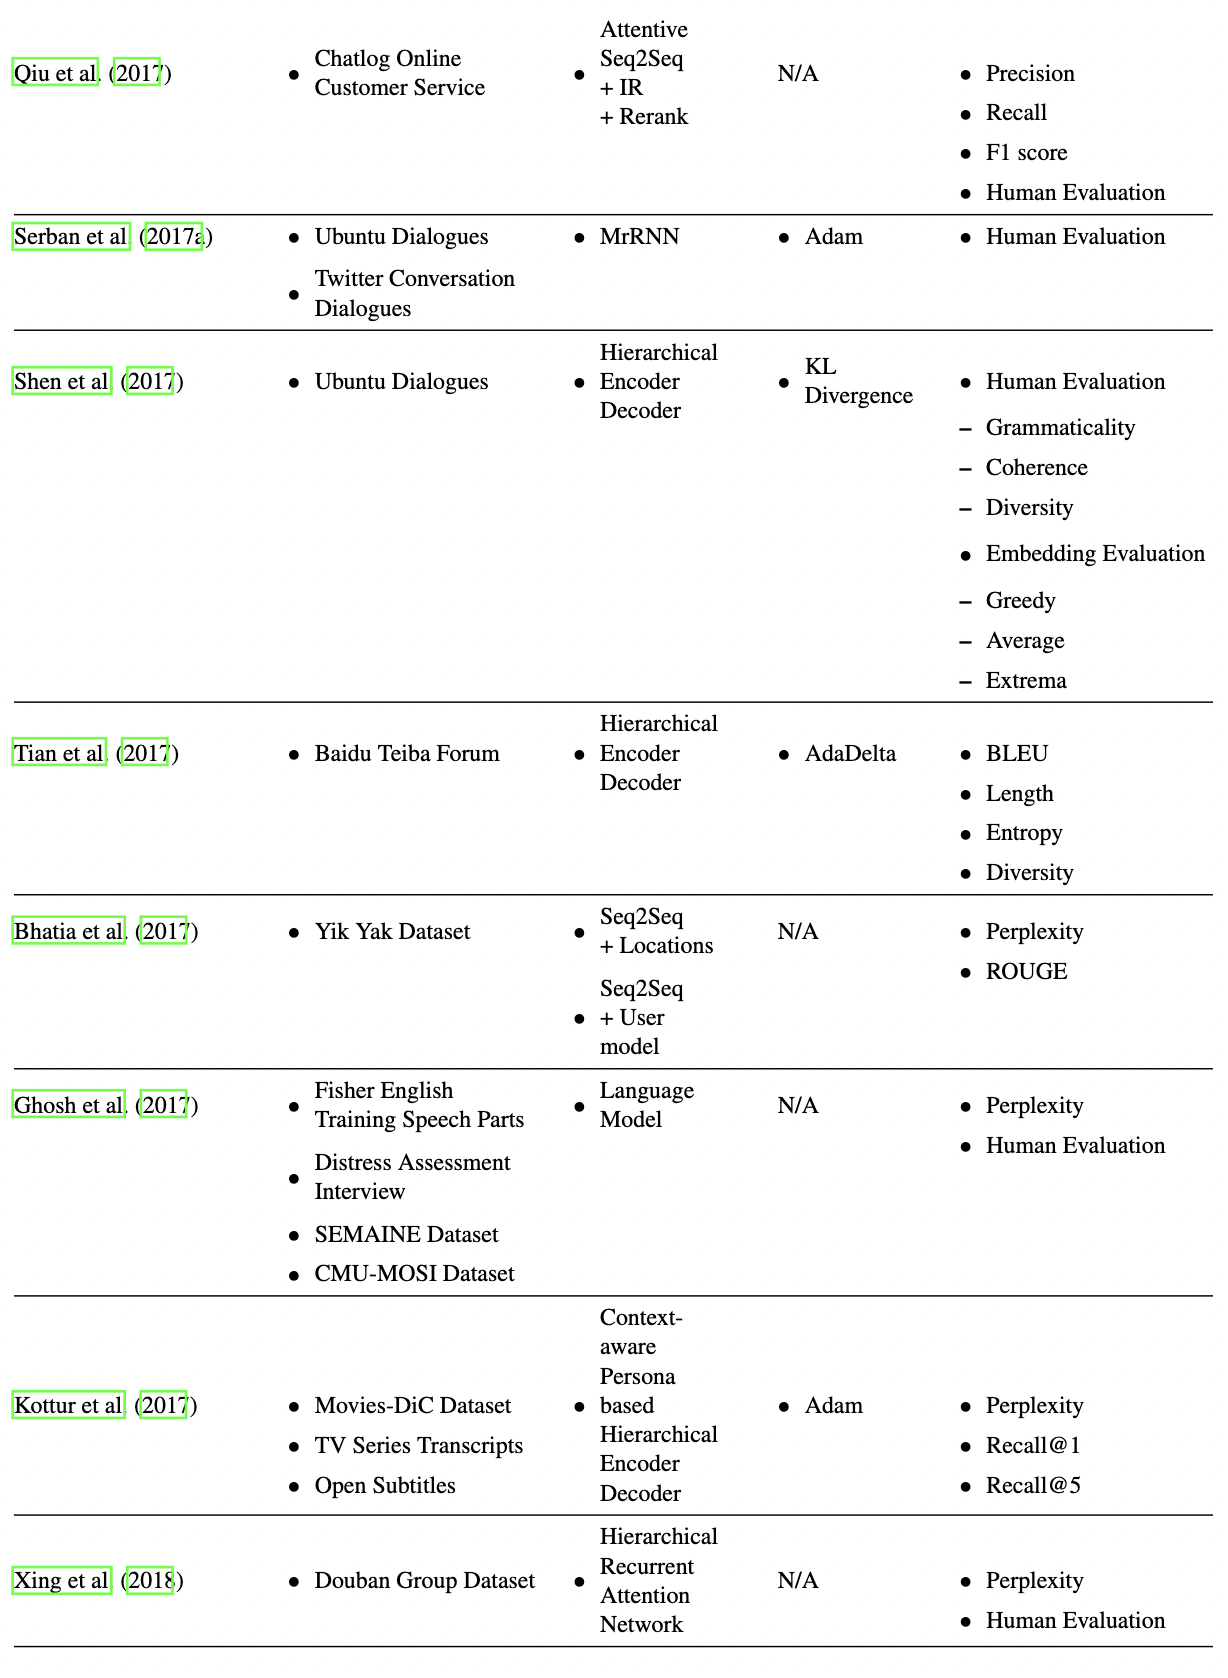 Qiu et al. (2017)
• Chatlog Online
Customer Service
• Attentive
Seq2Seq
+ IR
+ Rerank
N/A
• Precision
• Recall
• F1 score
• Human Evaluation
Serban et al. (2017a)
• Ubuntu Dialogues
• Twitter Conversation
Dialogues
• MrRNN
• Adam
• Human Evaluation
Shen et al. (2017)
• Ubuntu Dialogues
• Hierarchical
Encoder
Decoder
• KL
Divergence
• Human Evaluation
– Grammaticality
– Coherence
– Diversity
• Embedding Evaluation
– Greedy
– Average
– Extrema
Tian et al. (2017)
• Baidu Teiba Forum
• Hierarchical
Encoder
Decoder
• AdaDelta
• BLEU
• Length
• Entropy
• Diversity
Bhatia et al. (2017)
• Yik Yak Dataset
• Seq2Seq
+ Locations
• Seq2Seq
+ User
model
N/A
• Perplexity
• ROUGE
Ghosh et al. (2017)
• Fisher English
Training Speech Parts
• Distress Assessment
Interview
• SEMAINE Dataset
• CMU-MOSI Dataset
• Language
Model
N/A
• Perplexity
• Human Evaluation
Kottur et al. (2017)
• Movies-DiC Dataset
• TV Series Transcripts
• Open Subtitles
• Context-
aware
Persona
based
Hierarchical
Encoder
Decoder
• Adam
• Perplexity
• Recall@1
• Recall@5
Xing et al. (2018)
• Douban Group Dataset
• Hierarchical
Recurrent
Attention
Network
N/A
• Perplexity
• Human Evaluation